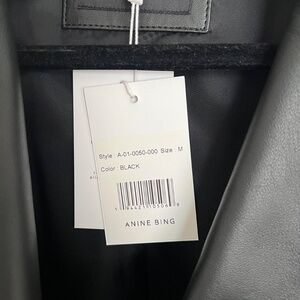 Style : A-01-0050-000 Size : M
Color : BLACK
ANINE BING